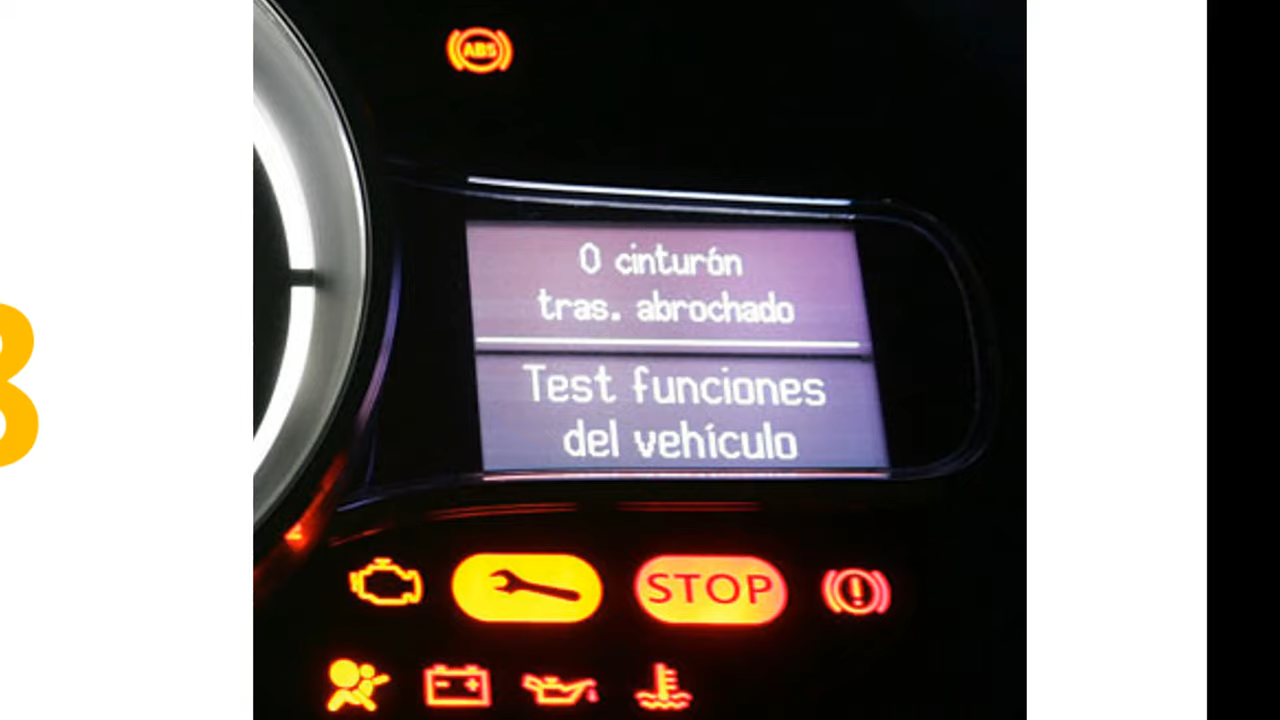 ABS
0 cinturón
tras. abrochado
Test funciones
del vehículo
STOP